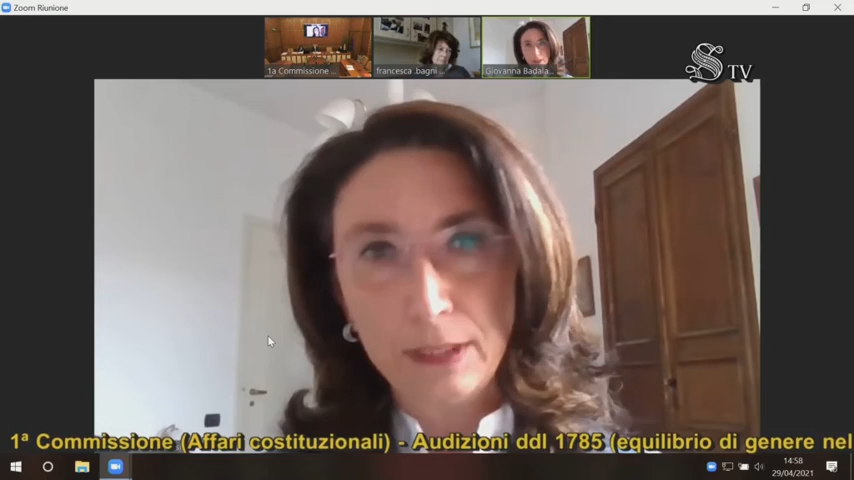 Zoom Riunione
1a Commissione ...
francesca .bagni ...
Giovanna Badala...
S TV
1ª Commissione (Affari costituzionali) - Audizioni ddl 1785 (equilibrio di genere nel
14:58
29/04/2021